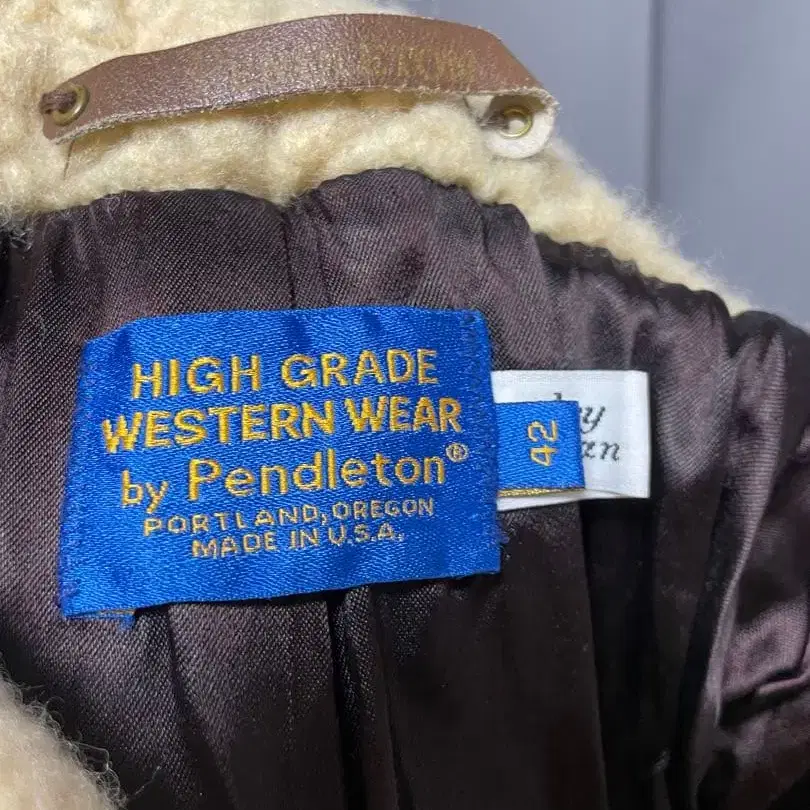 HIGH GRADE
WESTERN WEAR
by Pendleton®
PORTLAND, OREGON
MADE IN U.S.A.
42